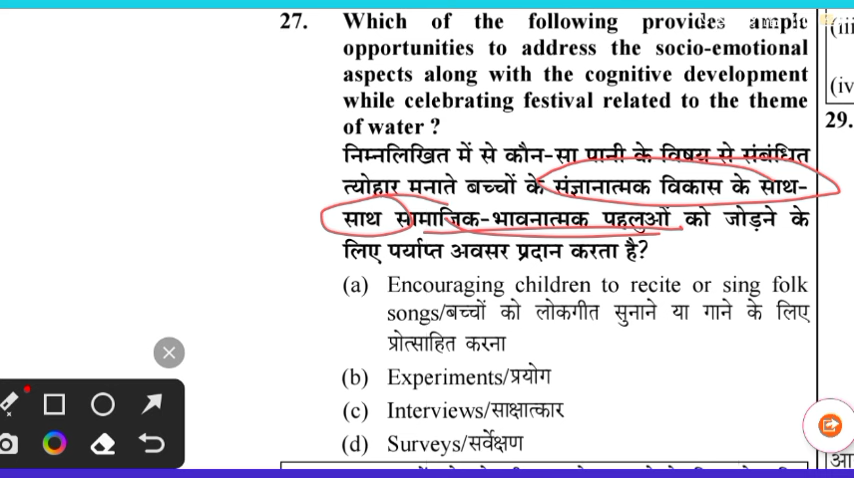 27. Which of the following provides ample
opportunities to address the socio-emotional
aspects along with the cognitive development
while celebrating festival related to the theme
of water ?
निम्नलिखित में से कौन-सा पानी के विषय से संबंधित
त्योहार मनाते बच्चों के संज्ञानात्मक विकास के साथ-
साथ सामाजिक-भावनात्मक पहलुओं को जोड़ने के
लिए पर्याप्त अवसर प्रदान करता है?
(a) Encouraging children to recite or sing folk
songs/बच्चों को लोकगीत सुनाने या गाने के लिए
प्रोत्साहित करना
(b) Experiments/प्रयोग
(c) Interviews/साक्षात्कार
(d) Surveys/सर्वेक्षण
(iii
(iv
29.